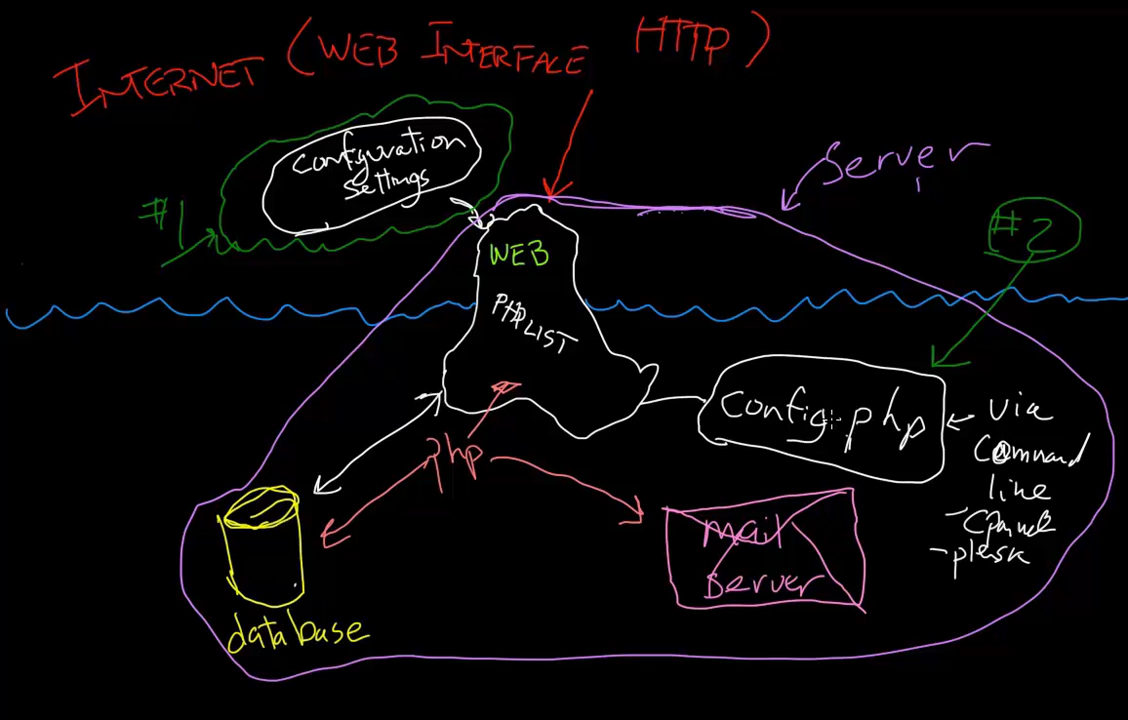 INTERNET (WEB INTERFACE HTTP)
Configuration
Settings
Server
#1
#2
WEB
PHPLIST
config.php
via
Command
line
php
- Cpanel
- plesk
mail
Server
database